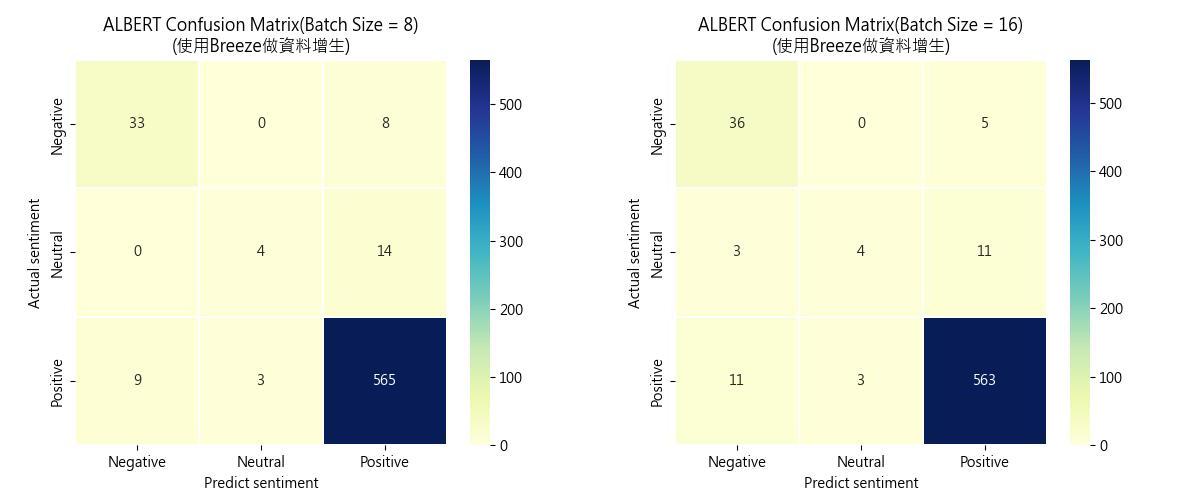 ALBERT Confusion Matrix(Batch Size = 8)
(使用Breeze做資料增生)
Actual sentiment
Negative
Neutral
Positive
33 0 8
0 4 14
9 3 565
Negative Neutral Positive
Predict sentiment
500
400
300
200
100
0
ALBERT Confusion Matrix(Batch Size = 16)
(使用Breeze做資料增生)
Actual sentiment
Negative
Neutral
Positive
36 0 5
3 4 11
11 3 563
Negative Neutral Positive
Predict sentiment
500
400
300
200
100
0